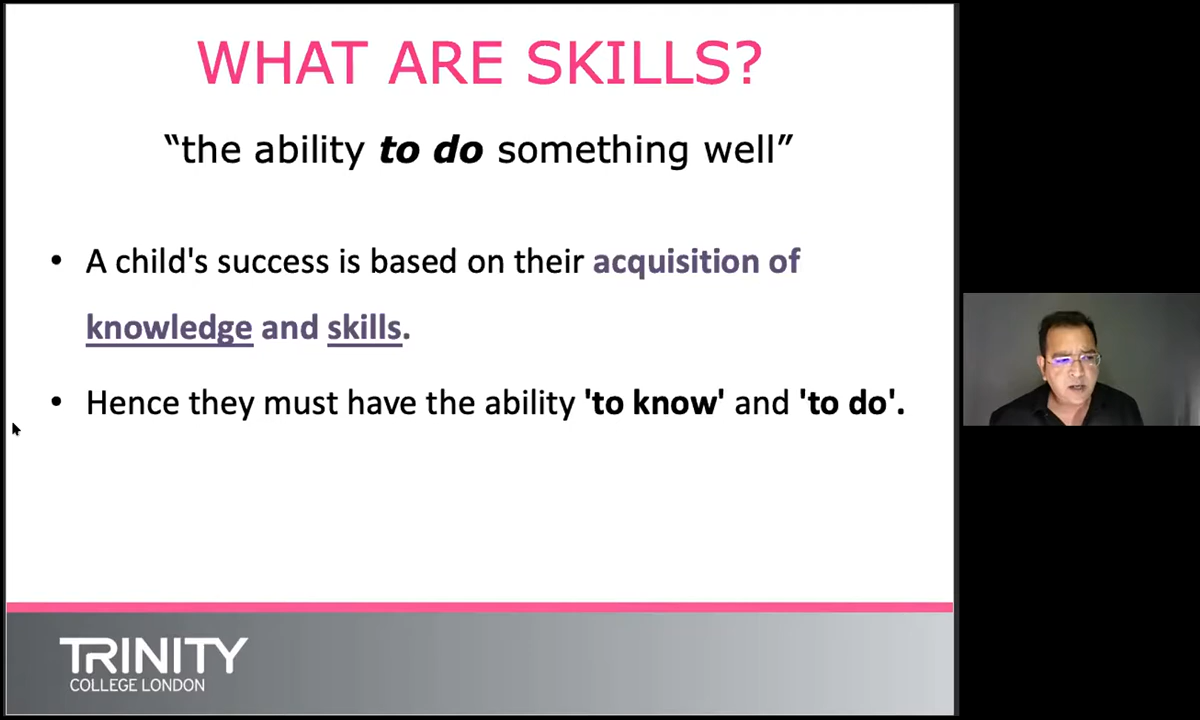 WHAT ARE SKILLS?
“the ability to do something well”
• A child's success is based on their acquisition of
knowledge and skills.
• Hence they must have the ability 'to know' and 'to do'.
TRINITY
COLLEGE LONDON